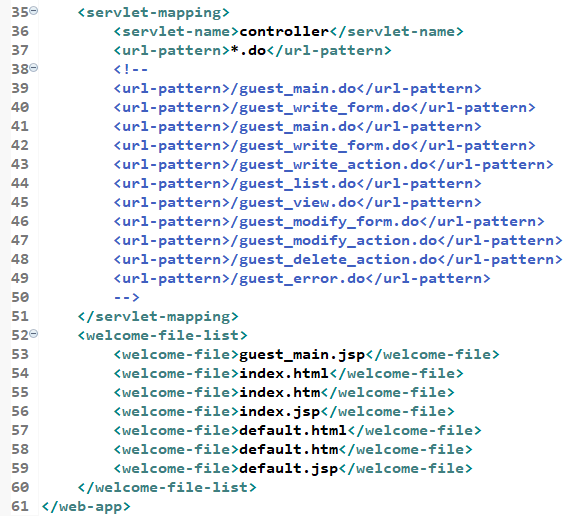 35 <servlet-mapping>
36 <servlet-name>controller</servlet-name>
37 <url-pattern>*.do</url-pattern>
38 <!--
39 <url-pattern>/guest_main.do</url-pattern>
40 <url-pattern>/guest_write_form.do</url-pattern>
41 <url-pattern>/guest_main.do</url-pattern>
42 <url-pattern>/guest_write_form.do</url-pattern>
43 <url-pattern>/guest_write_action.do</url-pattern>
44 <url-pattern>/guest_list.do</url-pattern>
45 <url-pattern>/guest_view.do</url-pattern>
46 <url-pattern>/guest_modify_form.do</url-pattern>
47 <url-pattern>/guest_modify_action.do</url-pattern>
48 <url-pattern>/guest_delete_action.do</url-pattern>
49 <url-pattern>/guest_error.do</url-pattern>
50 -->
51 </servlet-mapping>
52 <welcome-file-list>
53 <welcome-file>guest_main.jsp</welcome-file>
54 <welcome-file>index.html</welcome-file>
55 <welcome-file>index.htm</welcome-file>
56 <welcome-file>index.jsp</welcome-file>
57 <welcome-file>default.html</welcome-file>
58 <welcome-file>default.htm</welcome-file>
59 <welcome-file>default.jsp</welcome-file>
60 </welcome-file-list>
61 </web-app>